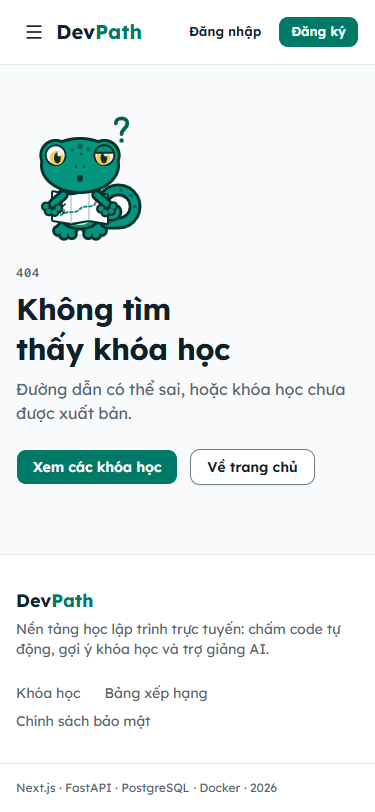 DevPath
Đăng nhập
Đăng ký
?
404
Không tìm
thấy khóa học
Đường dẫn có thể sai, hoặc khóa học chưa
được xuất bản.
Xem các khóa học
Về trang chủ
DevPath
Nền tảng học lập trình trực tuyến: chấm code tự
động, gợi ý khóa học và trợ giảng AI.
Khóa học
Bảng xếp hạng
Chính sách bảo mật
Next.js · FastAPI · PostgreSQL · Docker · 2026